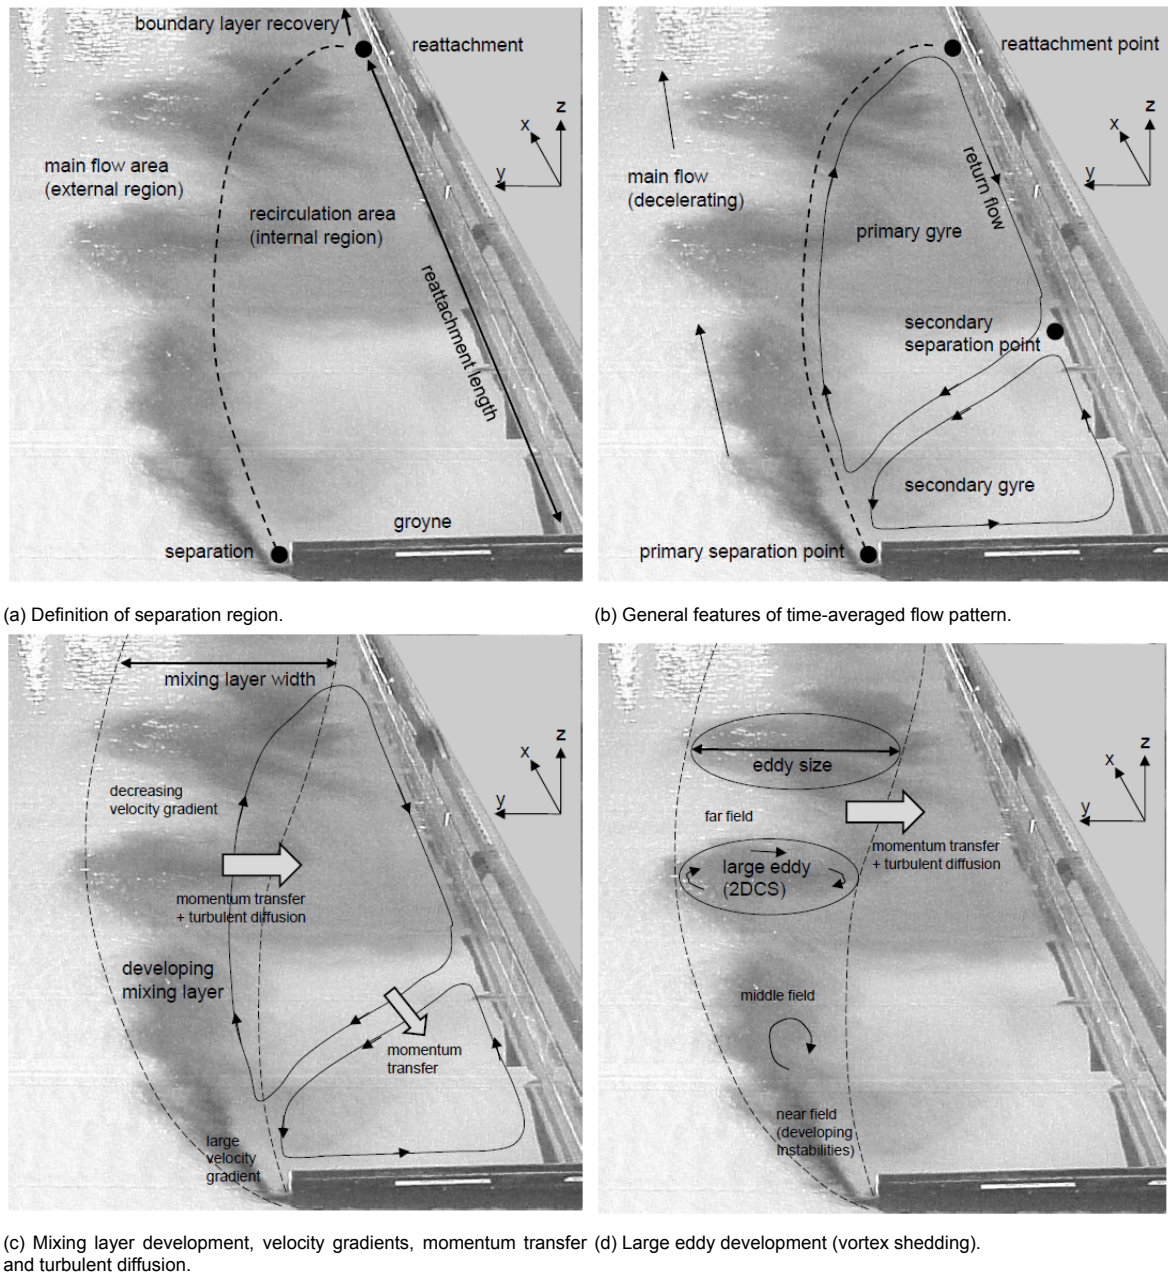 boundary layer recovery
reattachment
z
x
y
main flow area
(external region)
recirculation area
(internal region)
reattachment length
groyne
separation
(a) Definition of separation region.
reattachment point
z
x
y
main flow
(decelerating)
return flow
primary gyre
secondary
separation point
secondary gyre
primary separation point
(b) General features of time-averaged flow pattern.
mixing layer width
z
x
y
decreasing
velocity gradient
momentum transfer
+ turbulent diffusion
developing
mixing layer
momentum
transfer
large
velocity
gradient
(c) Mixing layer development, velocity gradients, momentum transfer
and turbulent diffusion.
eddy size
z
x
y
far field
momentum transfer
+ turbulent diffusion
large eddy
(2DCS)
middle field
near field
(developing
instabilities)
(d) Large eddy development (vortex shedding).